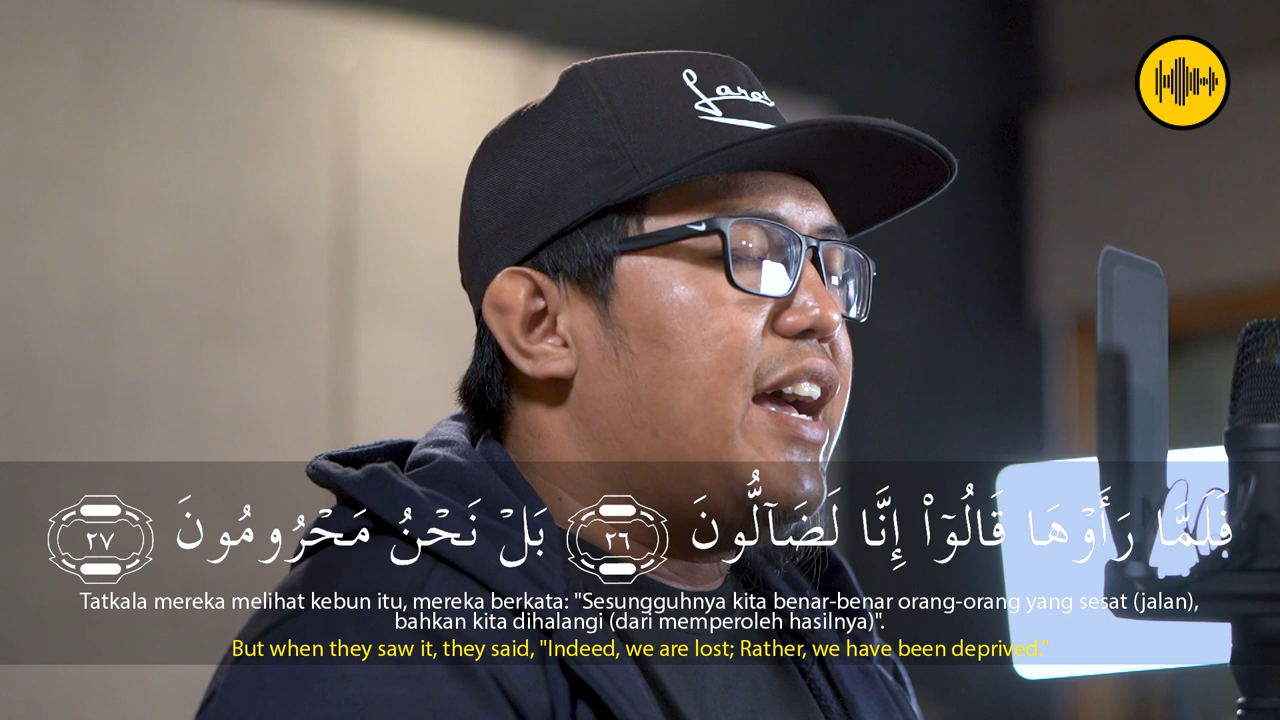 فَلَمَّا رَأَوْهَا قَالُوٓا۟ إِنَّا لَضَآلُّونَ ٢٦ بَلْ نَحْنُ مَحْرُومُونَ ٢٧
Tatkala mereka melihat kebun itu, mereka berkata: "Sesungguhnya kita benar-benar orang-orang yang sesat (jalan),
bahkan kita dihalangi (dari memperoleh hasilnya)".
But when they saw it, they said, "Indeed, we are lost; Rather, we have been deprived."